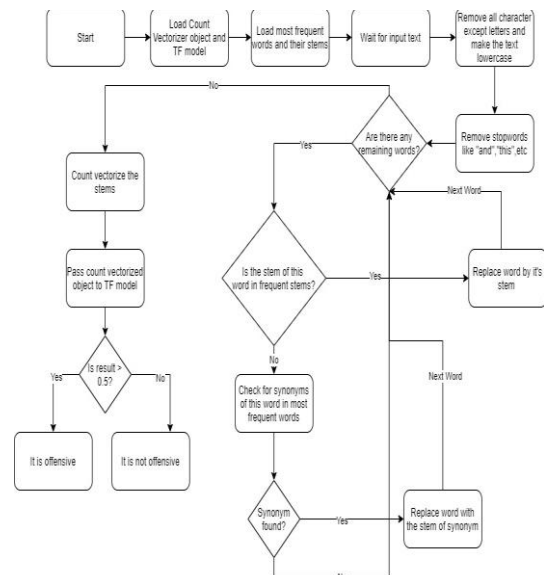 Start
Load Count
Vectorizer object and
TF model
Load most frequent
words and their stems
Wait for input text
Remove all character
except letters and
make the text
lowercase
No
Are there any
remaining words?
Remove stopwords
like "and","this",etc
Yes
Next Word
Count vectorize the
stems
Is the stem of this
word in frequent stems?
Yes
Replace word by it's
stem
Pass count vectorized
object to TF model
No
Is result >
0.5?
Yes
No
Check for synonyms
of this word in most
frequent words
Next Word
It is offensive
It is not offensive
Synonym
found?
Yes
Replace word with
the stem of synonym
No